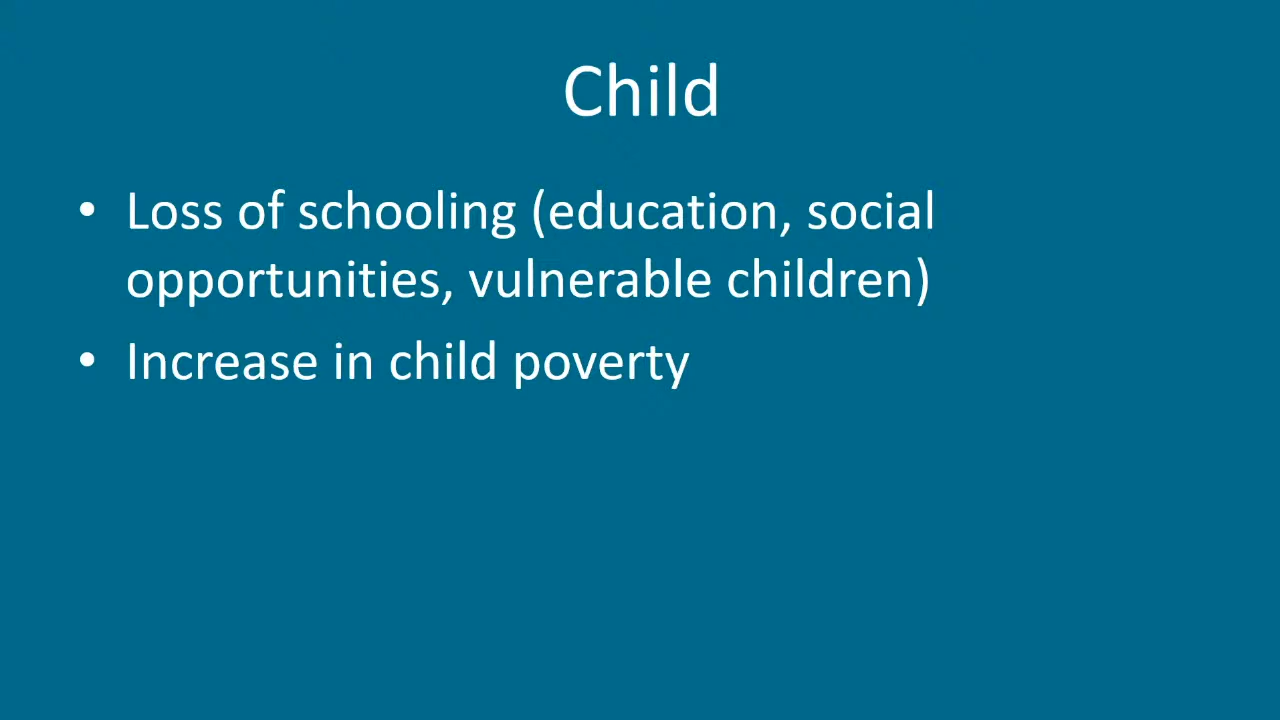 Child
• Loss of schooling (education, social
opportunities, vulnerable children)
• Increase in child poverty